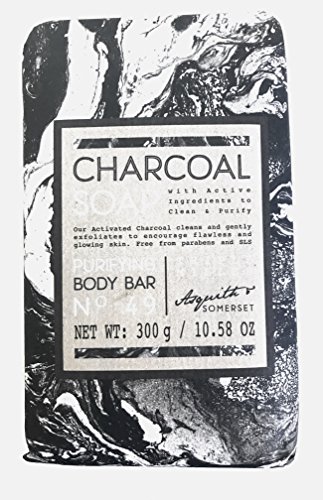 CHARCOAL
SOAP
with Active
Ingredients to
Clean & Purify
Our Activated Charcoal cleans and gently
exfoliates to encourage flawless and
glowing skin. Free from parabens and SLS
PURIFYING
BODY BAR
Nº 49
Asquith &
SOMERSET
NET WT: 300 g / 10.58 OZ